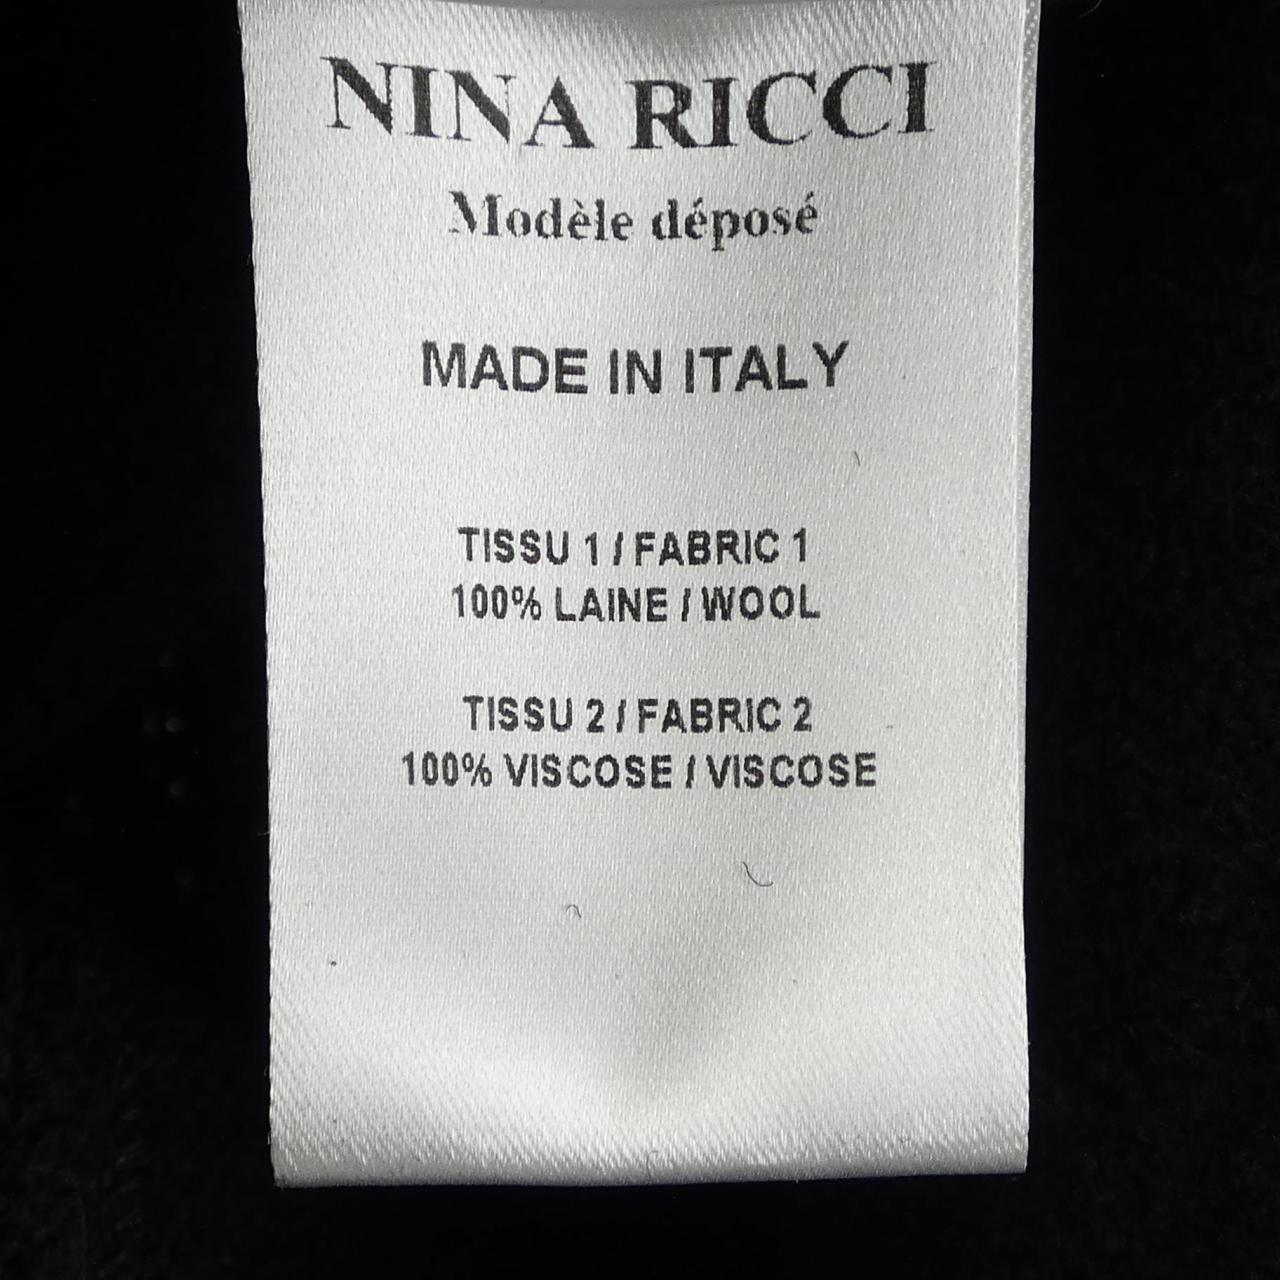 NINA RICCI
Modèle déposé
MADE IN ITALY
TISSU 1 / FABRIC 1
100% LAINE / WOOL
TISSU 2 / FABRIC 2
100% VISCOSE / VISCOSE